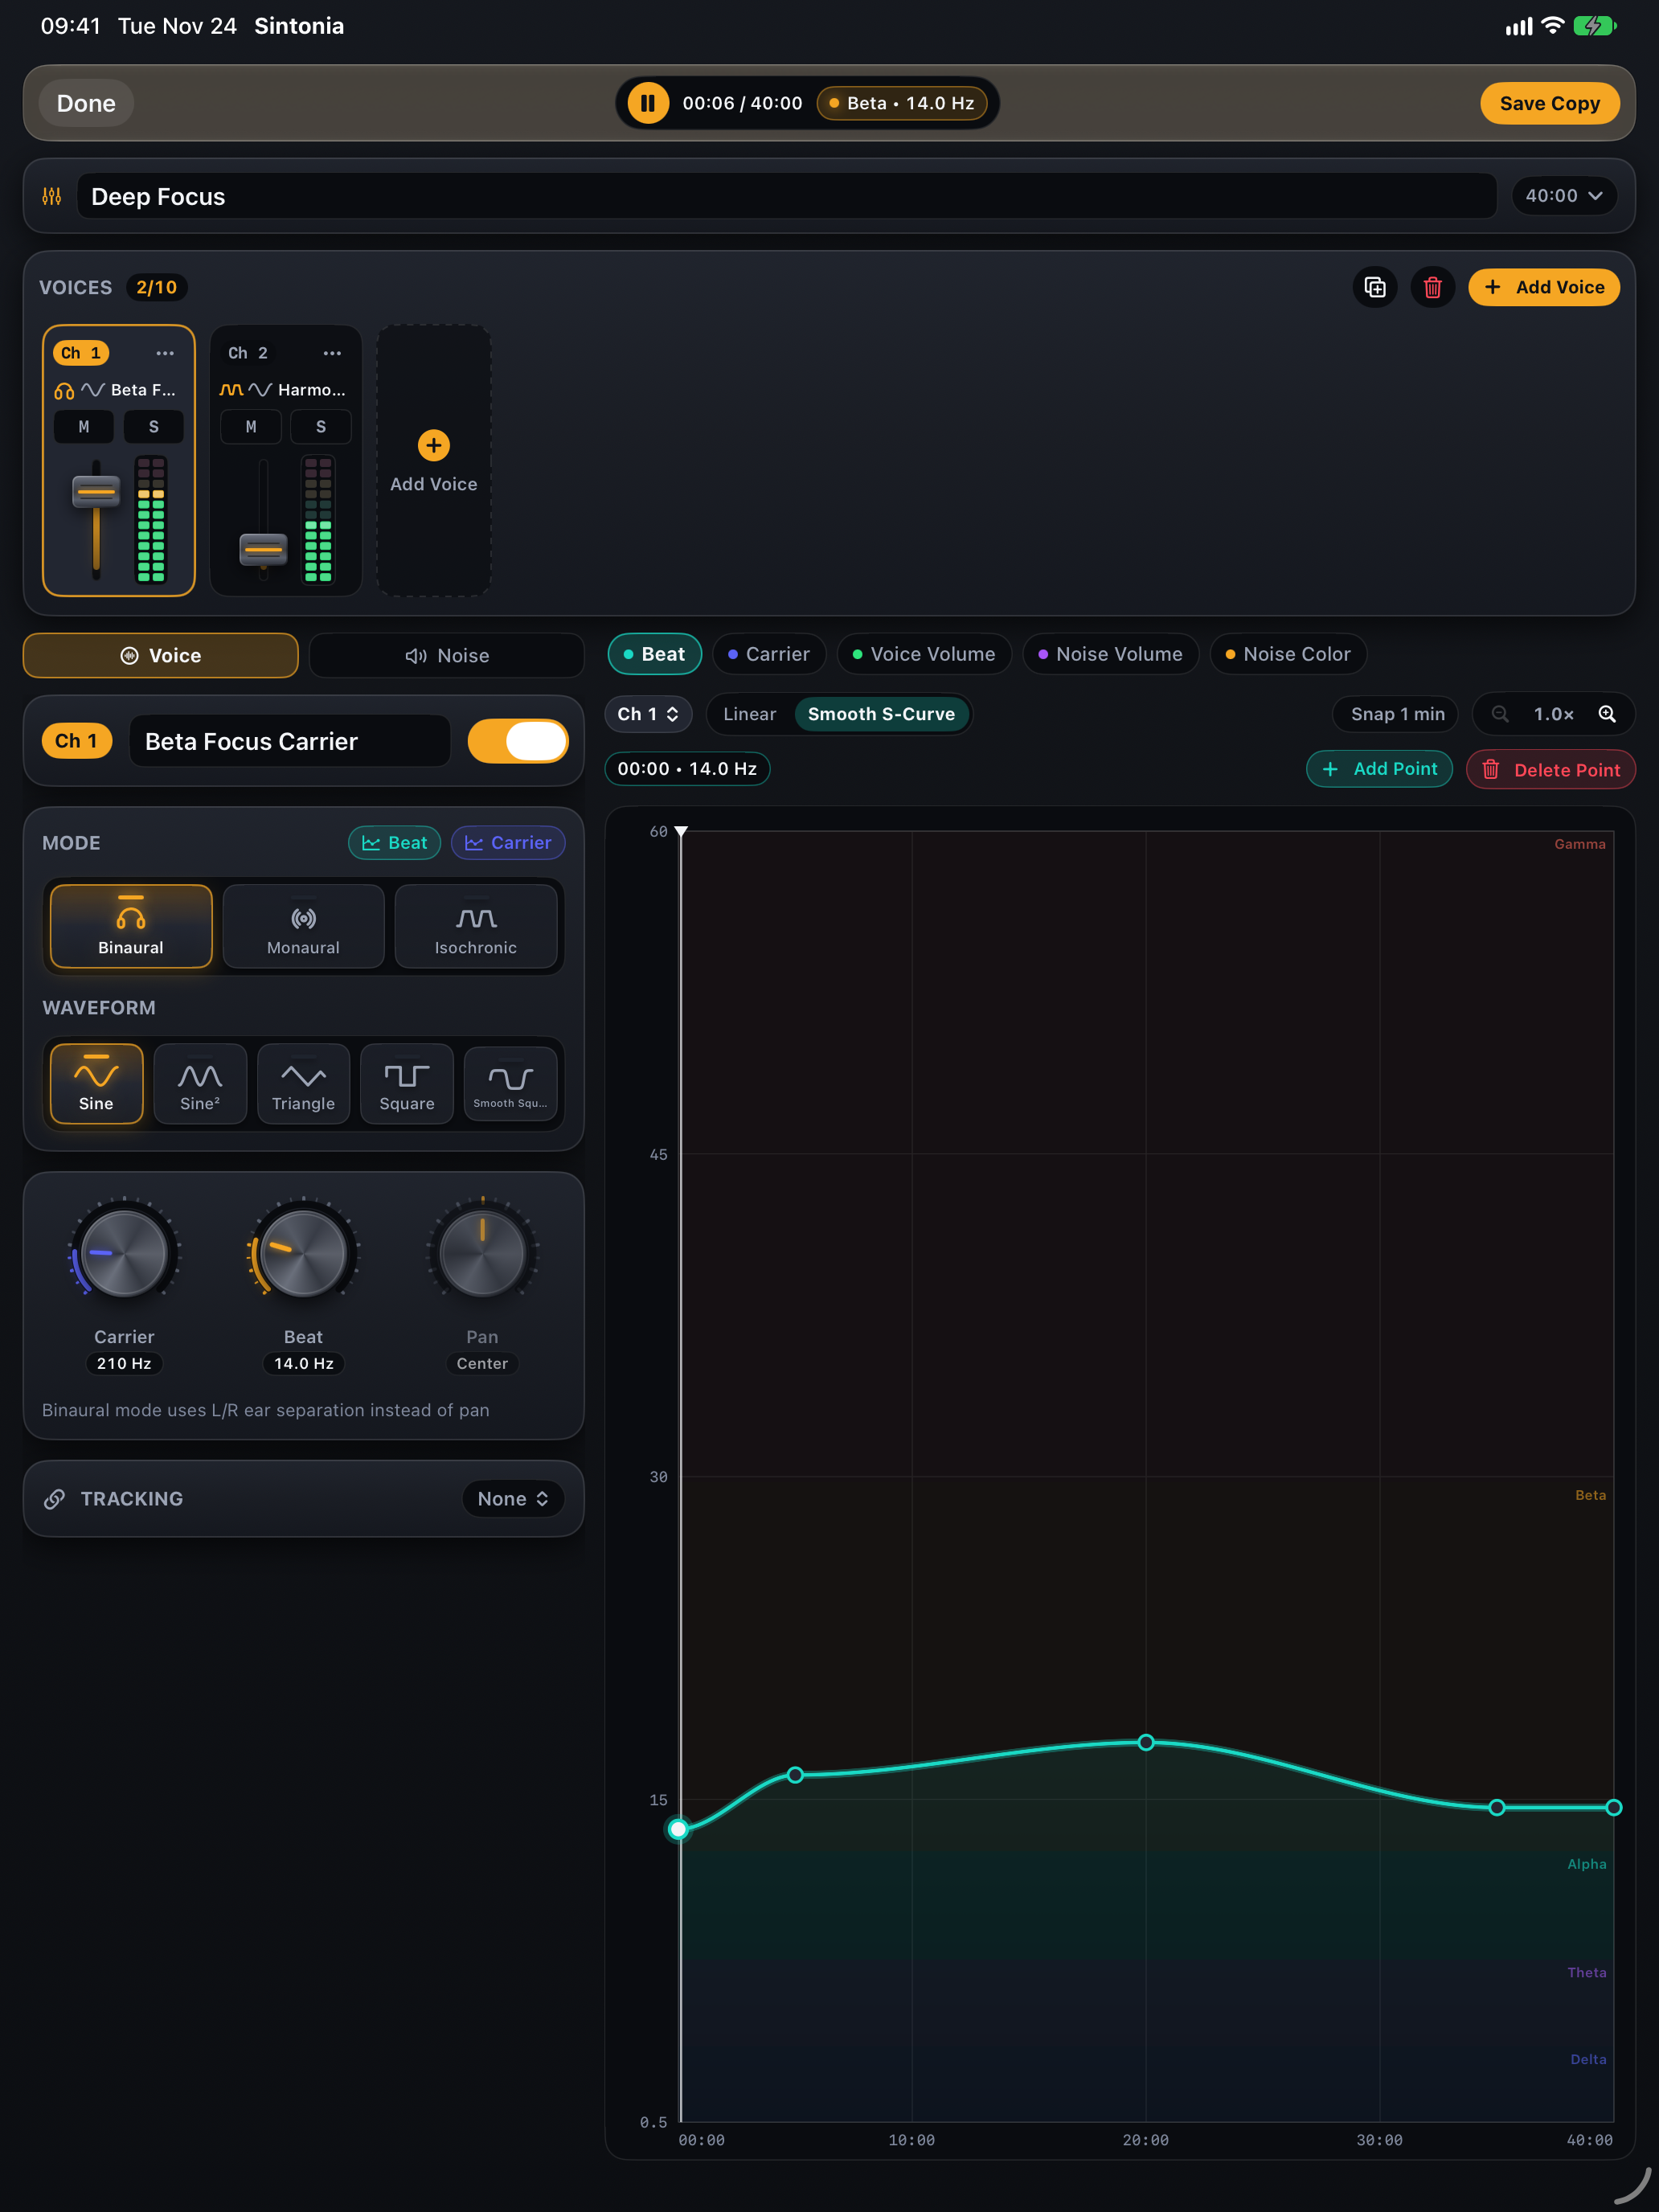 09:41 Tue Nov 24 Sintonia
Done
00:06 / 40:00
Beta • 14.0 Hz
Save Copy
Deep Focus
40:00
VOICES 2/10
Add Voice
Ch 1
Beta F...
M S
Ch 2
Harmo...
M S
Add Voice
Voice
Noise
Beat
Carrier
Voice Volume
Noise Volume
Noise Color
Ch 1
Beta Focus Carrier
Ch 1
Linear
Smooth S-Curve
Snap 1 min
1.0×
00:00 • 14.0 Hz
Add Point
Delete Point
MODE
Beat
Carrier
Binaural
Monaural
Isochronic
WAVEFORM
Sine
Sine²
Triangle
Square
Smooth Squ...
Carrier
210 Hz
Beat
14.0 Hz
Pan
Center
Binaural mode uses L/R ear separation instead of pan
TRACKING
None
60
Gamma
45
30
Beta
15
Alpha
Theta
Delta
0.5
00:00 10:00 20:00 30:00 40:00